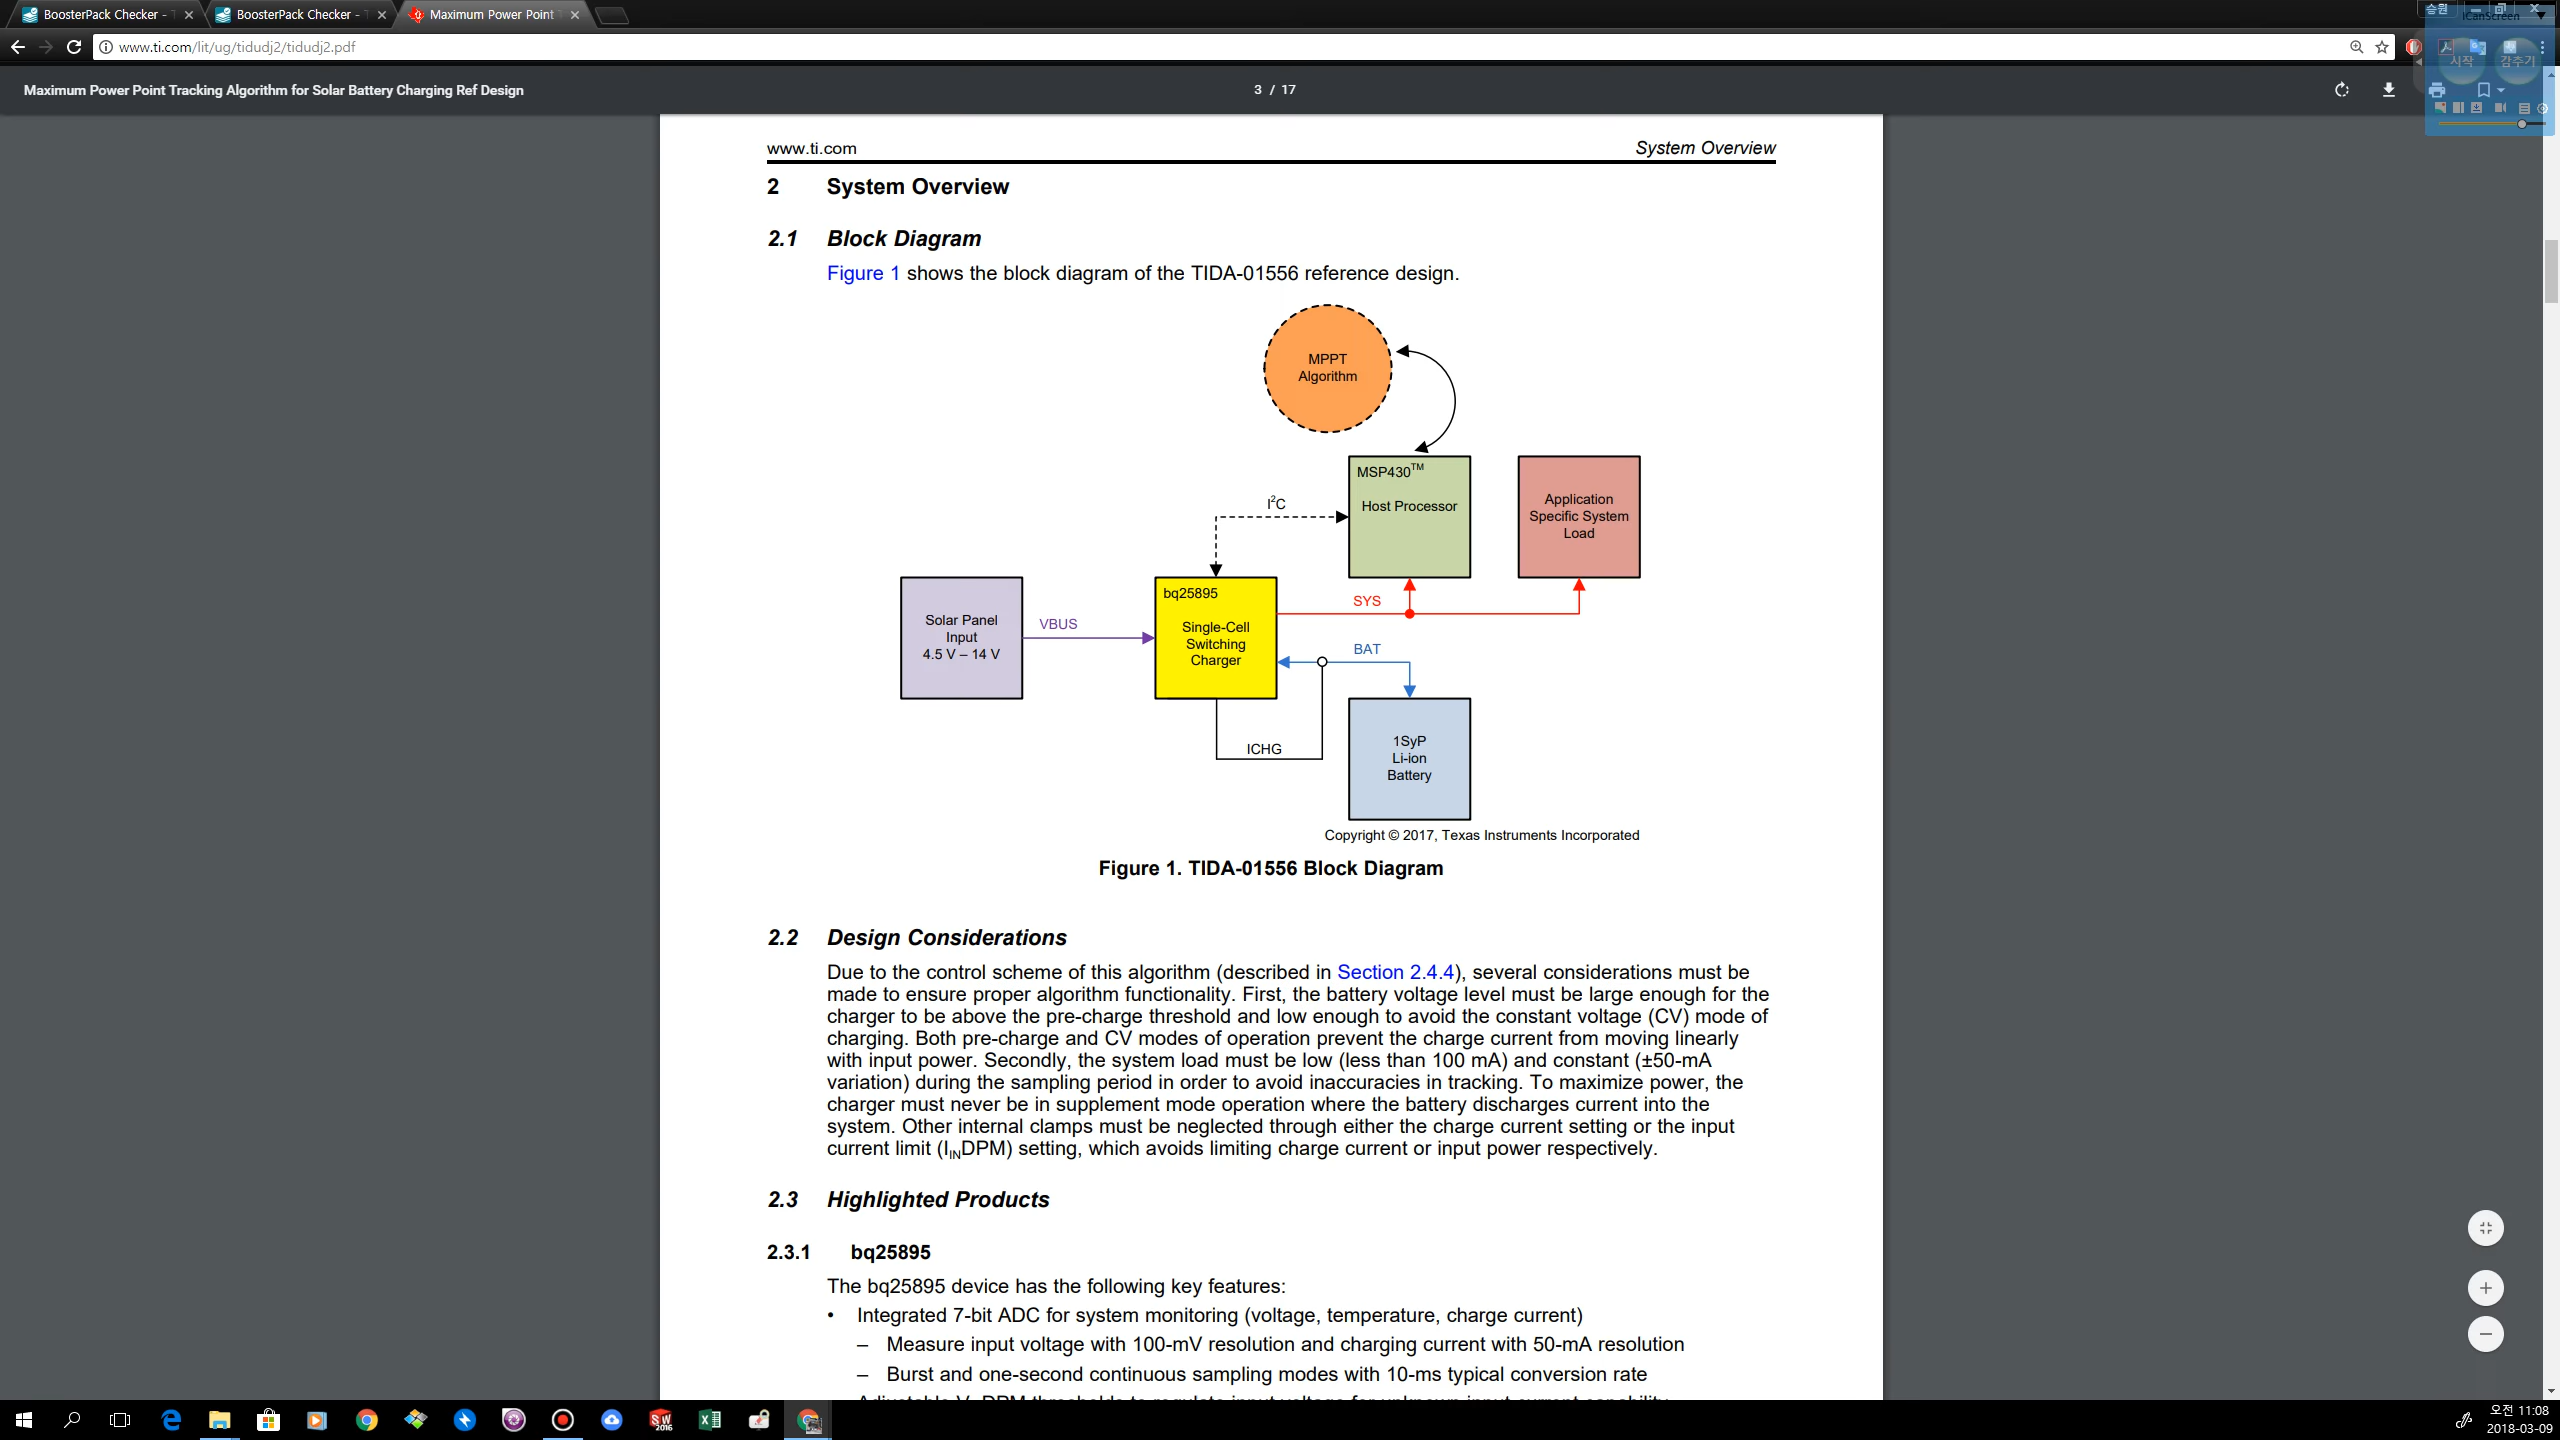 BoosterPack Checker -
BoosterPack Checker -
Maximum Power Point
승원
iCanScreen
www.ti.com/lit/ug/tidudj2/tidudj2.pdf
시작
감추기
Maximum Power Point Tracking Algorithm for Solar Battery Charging Ref Design
3 / 17
www.ti.com
System Overview
2 System Overview
2.1 Block Diagram
Figure 1 shows the block diagram of the TIDA-01556 reference design.
MPPT
Algorithm
MSP430™
Host Processor
Application
Specific System
Load
I²C
Solar Panel
Input
4.5 V – 14 V
VBUS
bq25895
Single-Cell
Switching
Charger
SYS
BAT
ICHG
1SyP
Li-ion
Battery
Copyright © 2017, Texas Instruments Incorporated
Figure 1. TIDA-01556 Block Diagram
2.2 Design Considerations
Due to the control scheme of this algorithm (described in Section 2.4.4), several considerations must be
made to ensure proper algorithm functionality. First, the battery voltage level must be large enough for the
charger to be above the pre-charge threshold and low enough to avoid the constant voltage (CV) mode of
charging. Both pre-charge and CV modes of operation prevent the charge current from moving linearly
with input power. Secondly, the system load must be low (less than 100 mA) and constant (±50-mA
variation) during the sampling period in order to avoid inaccuracies in tracking. To maximize power, the
charger must never be in supplement mode operation where the battery discharges current into the
system. Other internal clamps must be neglected through either the charge current setting or the input
current limit (IINDPM) setting, which avoids limiting charge current or input power respectively.
2.3 Highlighted Products
2.3.1 bq25895
The bq25895 device has the following key features:
• Integrated 7-bit ADC for system monitoring (voltage, temperature, charge current)
– Measure input voltage with 100-mV resolution and charging current with 50-mA resolution
– Burst and one-second continuous sampling modes with 10-ms typical conversion rate
SW
2016
오전 11:08
2018-03-09